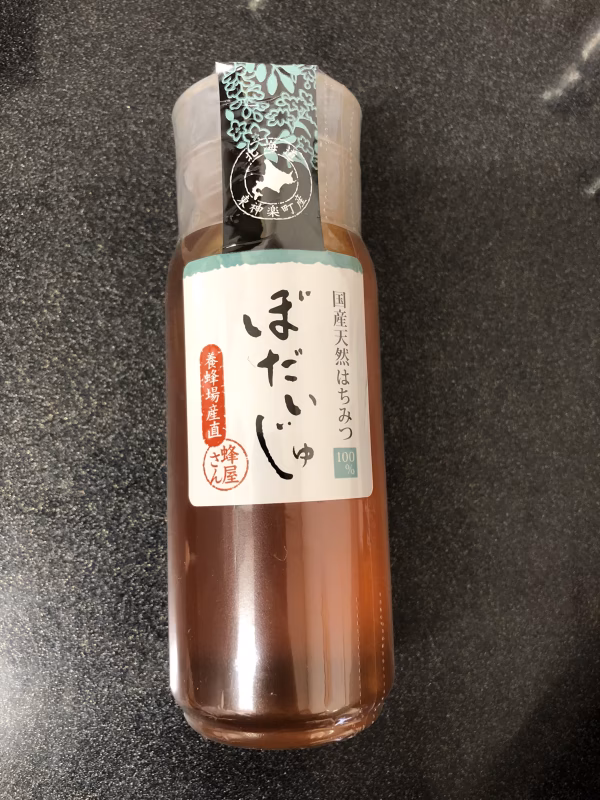 北海道
東神楽町産
国産天然はちみつ
100%
ぼだいじゅ
養蜂場産直
蜂屋
さん